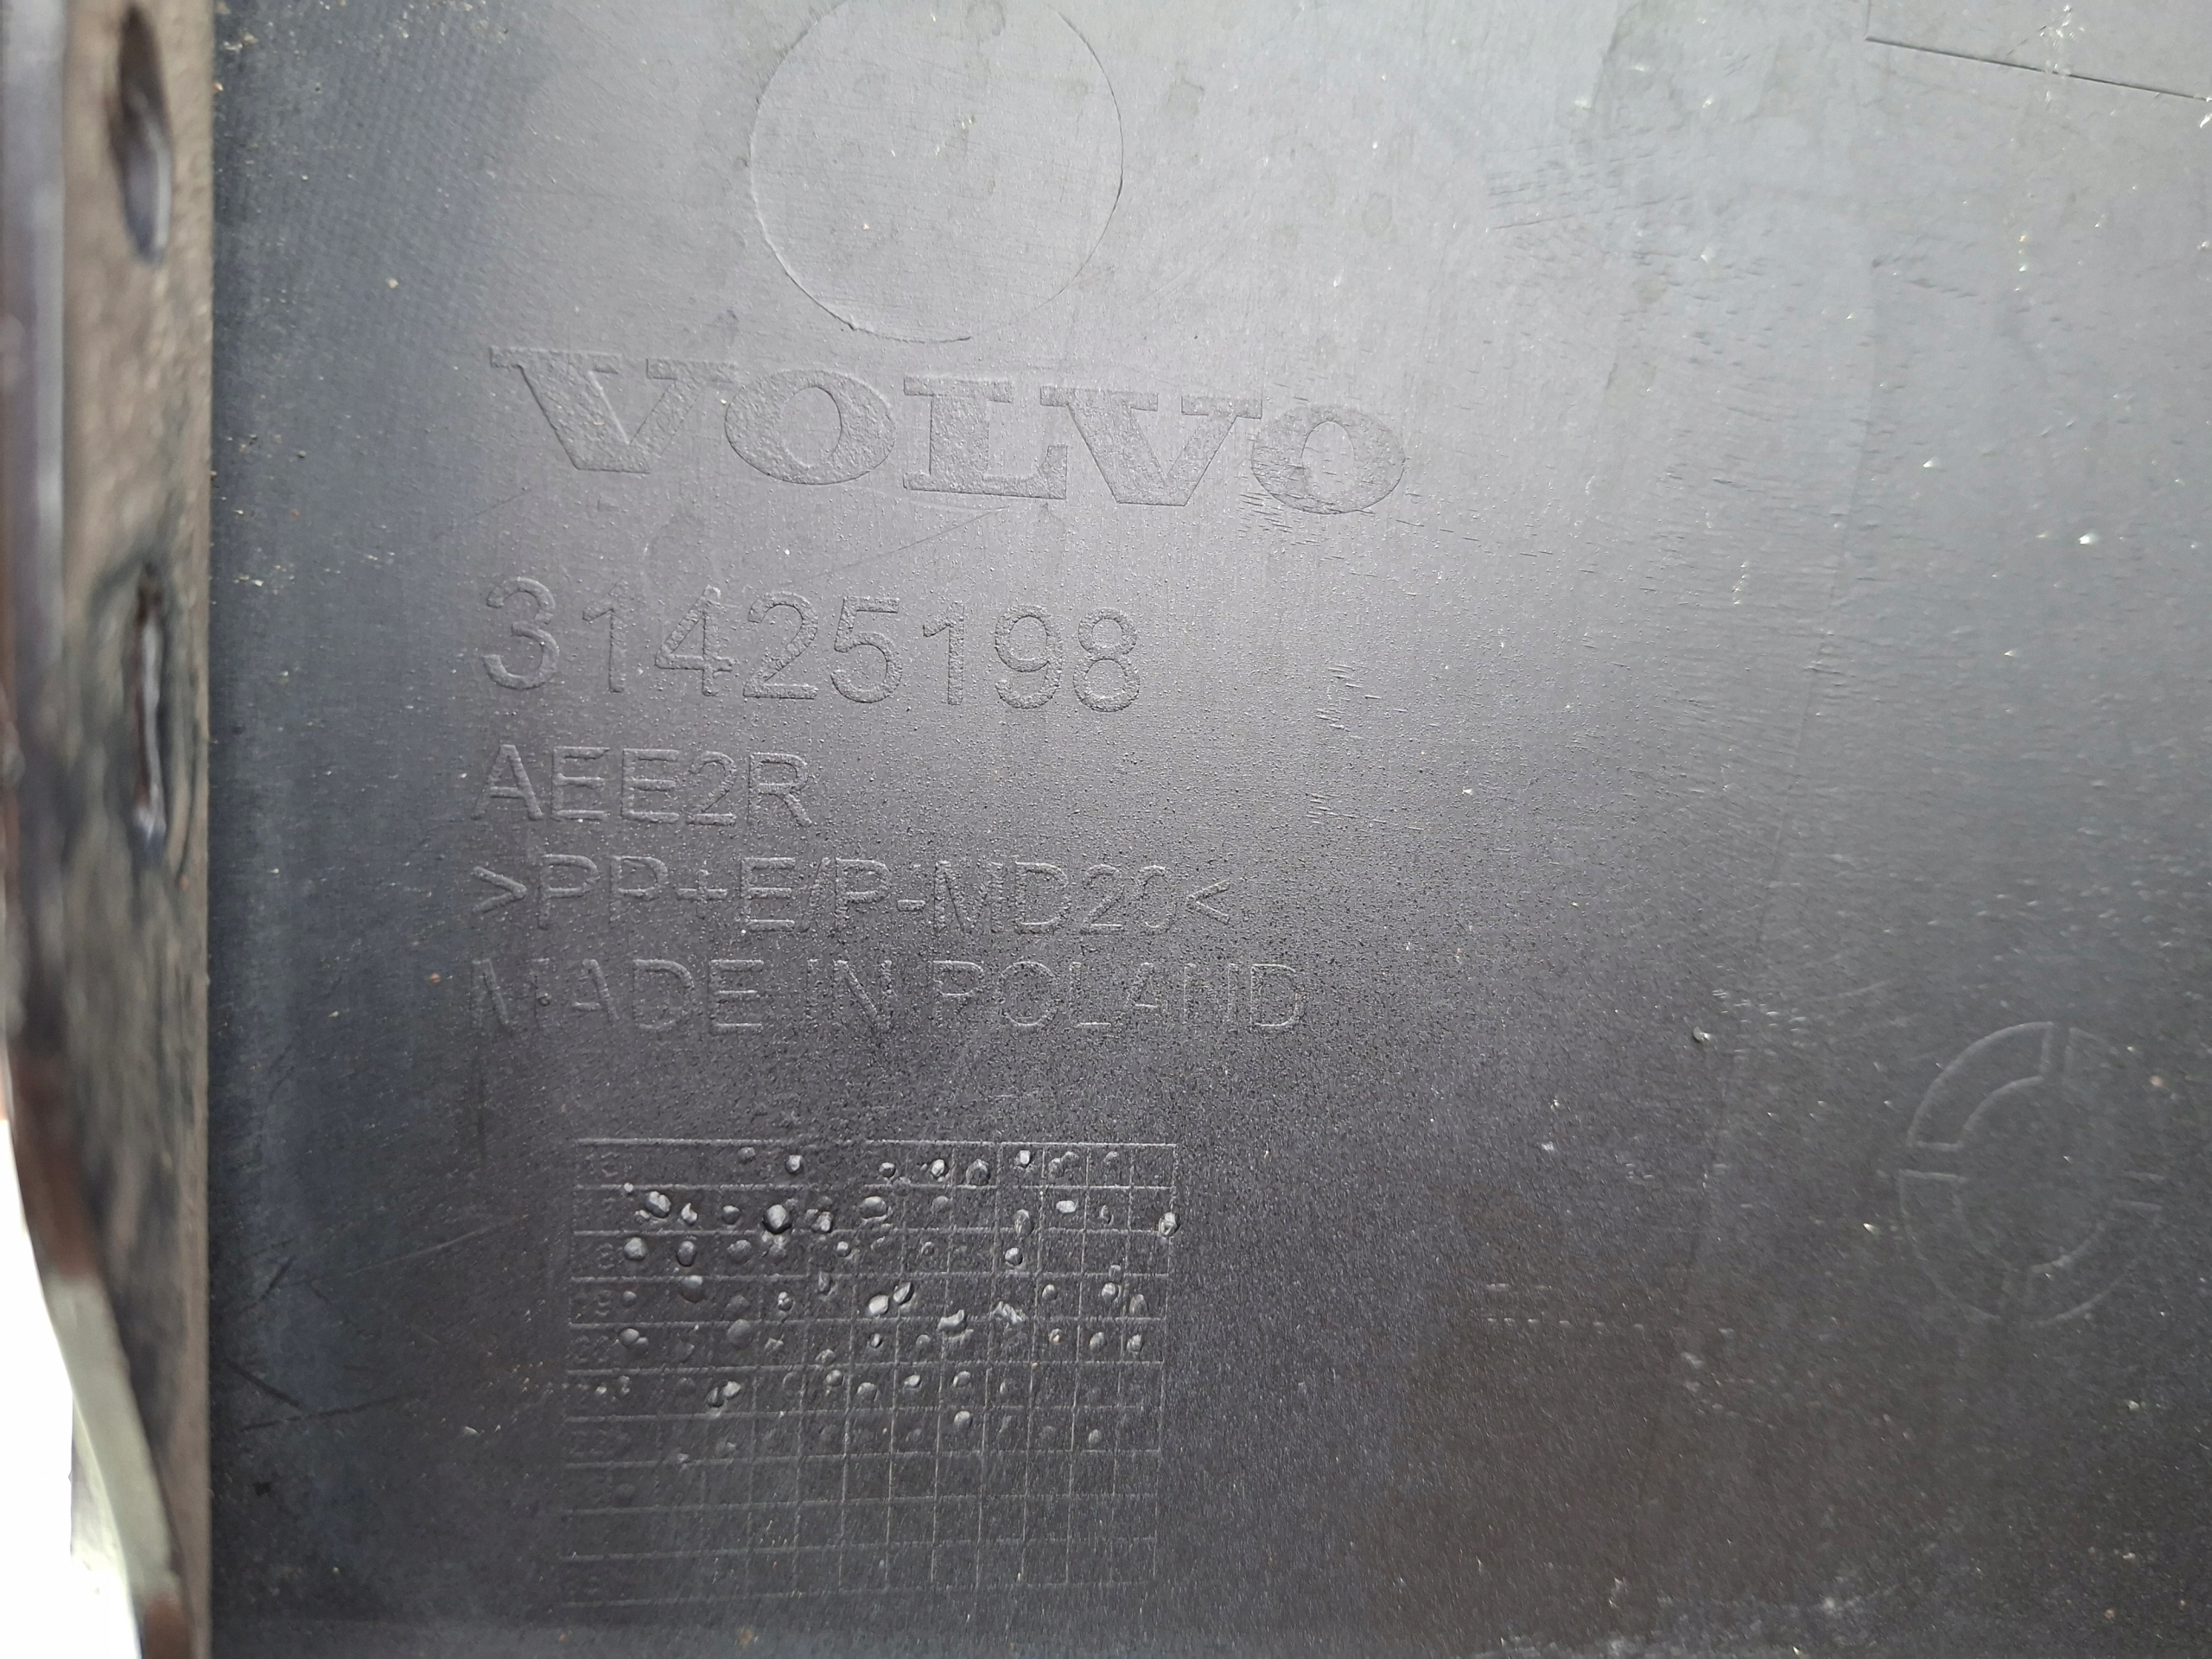 VOLVO
31425198
AEE2R
>PP+E/P-MD20<
MADE IN POLAND